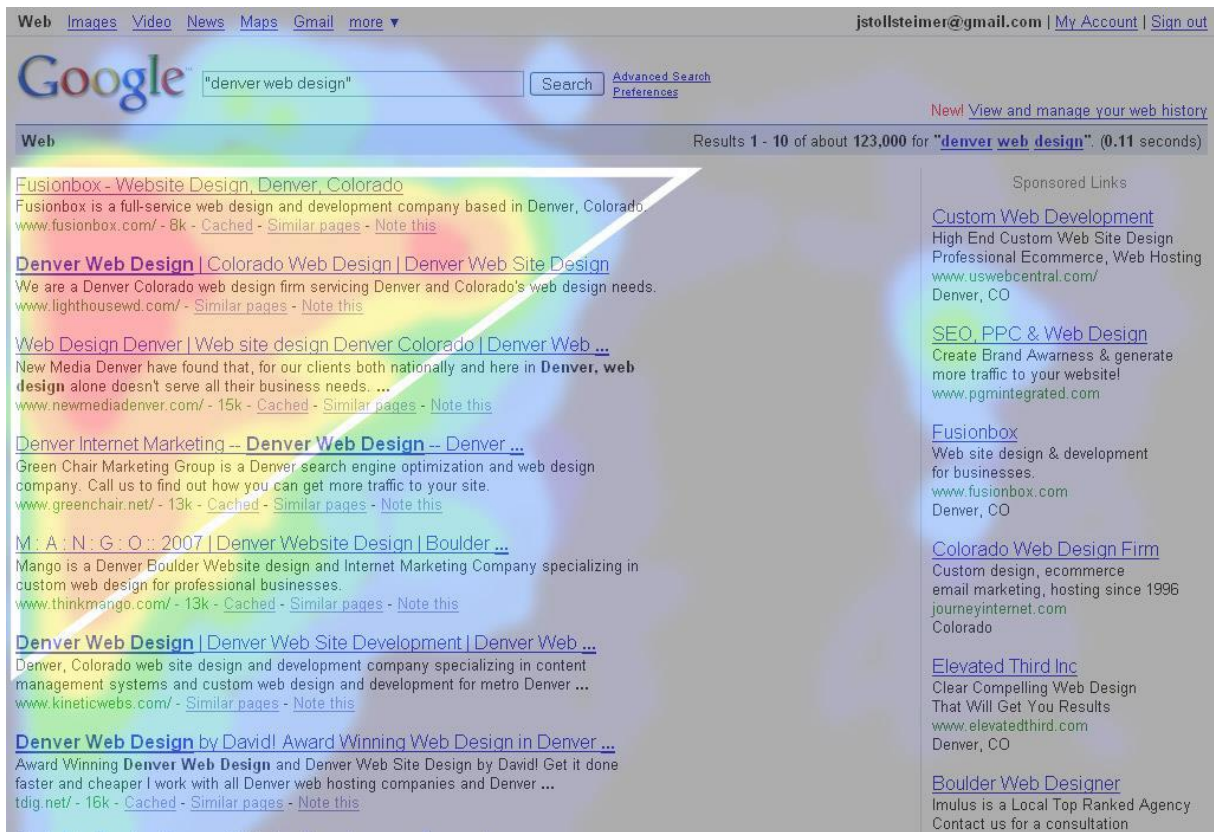 Web Images Video News Maps Gmail more ▼
jstollsteimer@gmail.com | My Account | Sign out
Google™ "denver web design" Search Advanced Search
Preferences
New! View and manage your web history
Web Results 1 - 10 of about 123,000 for "denver web design". (0.11 seconds)
Fusionbox - Website Design, Denver, Colorado
Fusionbox is a full-service web design and development company based in Denver, Colorado.
www.fusionbox.com/ - 8k - Cached - Similar pages - Note this
Denver Web Design | Colorado Web Design | Denver Web Site Design
We are a Denver Colorado web design firm servicing Denver and Colorado's web design needs.
www.lighthousewd.com/ - Similar pages - Note this
Web Design Denver | Web site design Denver Colorado | Denver Web ...
New Media Denver have found that, for our clients both nationally and here in Denver, web
design alone doesn't serve all their business needs. ...
www.newmediadenver.com/ - 15k - Cached - Similar pages - Note this
Denver Internet Marketing -- Denver Web Design -- Denver ...
Green Chair Marketing Group is a Denver search engine optimization and web design
company. Call us to find out how you can get more traffic to your site.
www.greenchair.net/ - 13k - Cached - Similar pages - Note this
M : A : N : G : O :: 2007 | Denver Website Design | Boulder ...
Mango is a Denver Boulder Website design and Internet Marketing Company specializing in
custom web design for professional businesses.
www.thinkmango.com/ - 13k - Cached - Similar pages - Note this
Denver Web Design | Denver Web Site Development | Denver Web ...
Denver, Colorado web site design and development company specializing in content
management systems and custom web design and development for metro Denver ...
www.kineticwebs.com/ - Similar pages - Note this
Denver Web Design by David! Award Winning Web Design in Denver ...
Award Winning Denver Web Design and Denver Web Site Design by David! Get it done
faster and cheaper I work with all Denver web hosting companies and Denver ...
tdig.net/ - 16k - Cached - Similar pages - Note this
Sponsored Links
Custom Web Development
High End Custom Web Site Design
Professional Ecommerce, Web Hosting
www.uswebcentral.com/
Denver, CO
SEO, PPC & Web Design
Create Brand Awarness & generate
more traffic to your website!
www.pgmintegrated.com
Fusionbox
Web site design & development
for businesses.
www.fusionbox.com
Denver, CO
Colorado Web Design Firm
Custom design, ecommerce
email marketing, hosting since 1996
journeyinternet.com
Colorado
Elevated Third Inc
Clear Compelling Web Design
That Will Get You Results
www.elevatedthird.com
Denver, CO
Boulder Web Designer
Imulus is a Local Top Ranked Agency
Contact us for a consultation